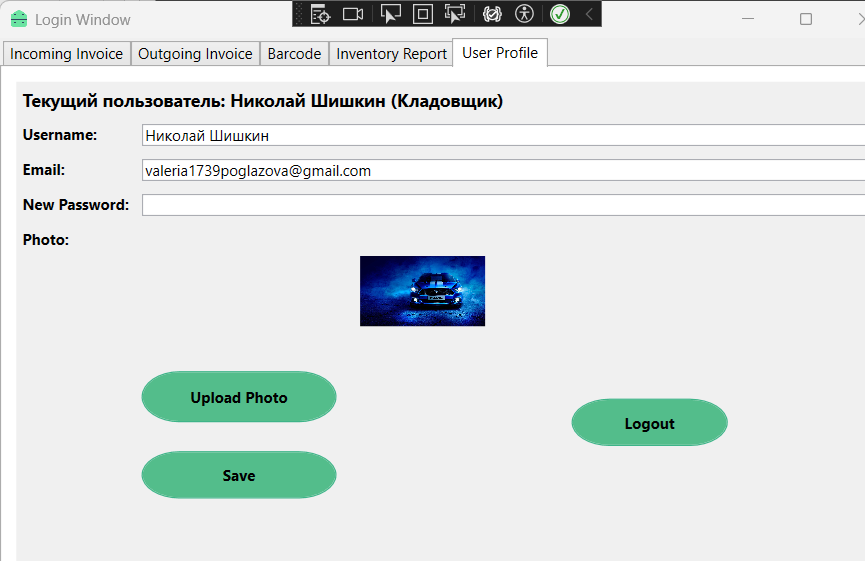 Login Window
Incoming Invoice Outgoing Invoice Barcode Inventory Report User Profile
Текущий пользователь: Николай Шишкин (Кладовщик)
Username: Николай Шишкин
Email: valeria1739poglazova@gmail.com
New Password:
Photo:
Upload Photo
Logout
Save